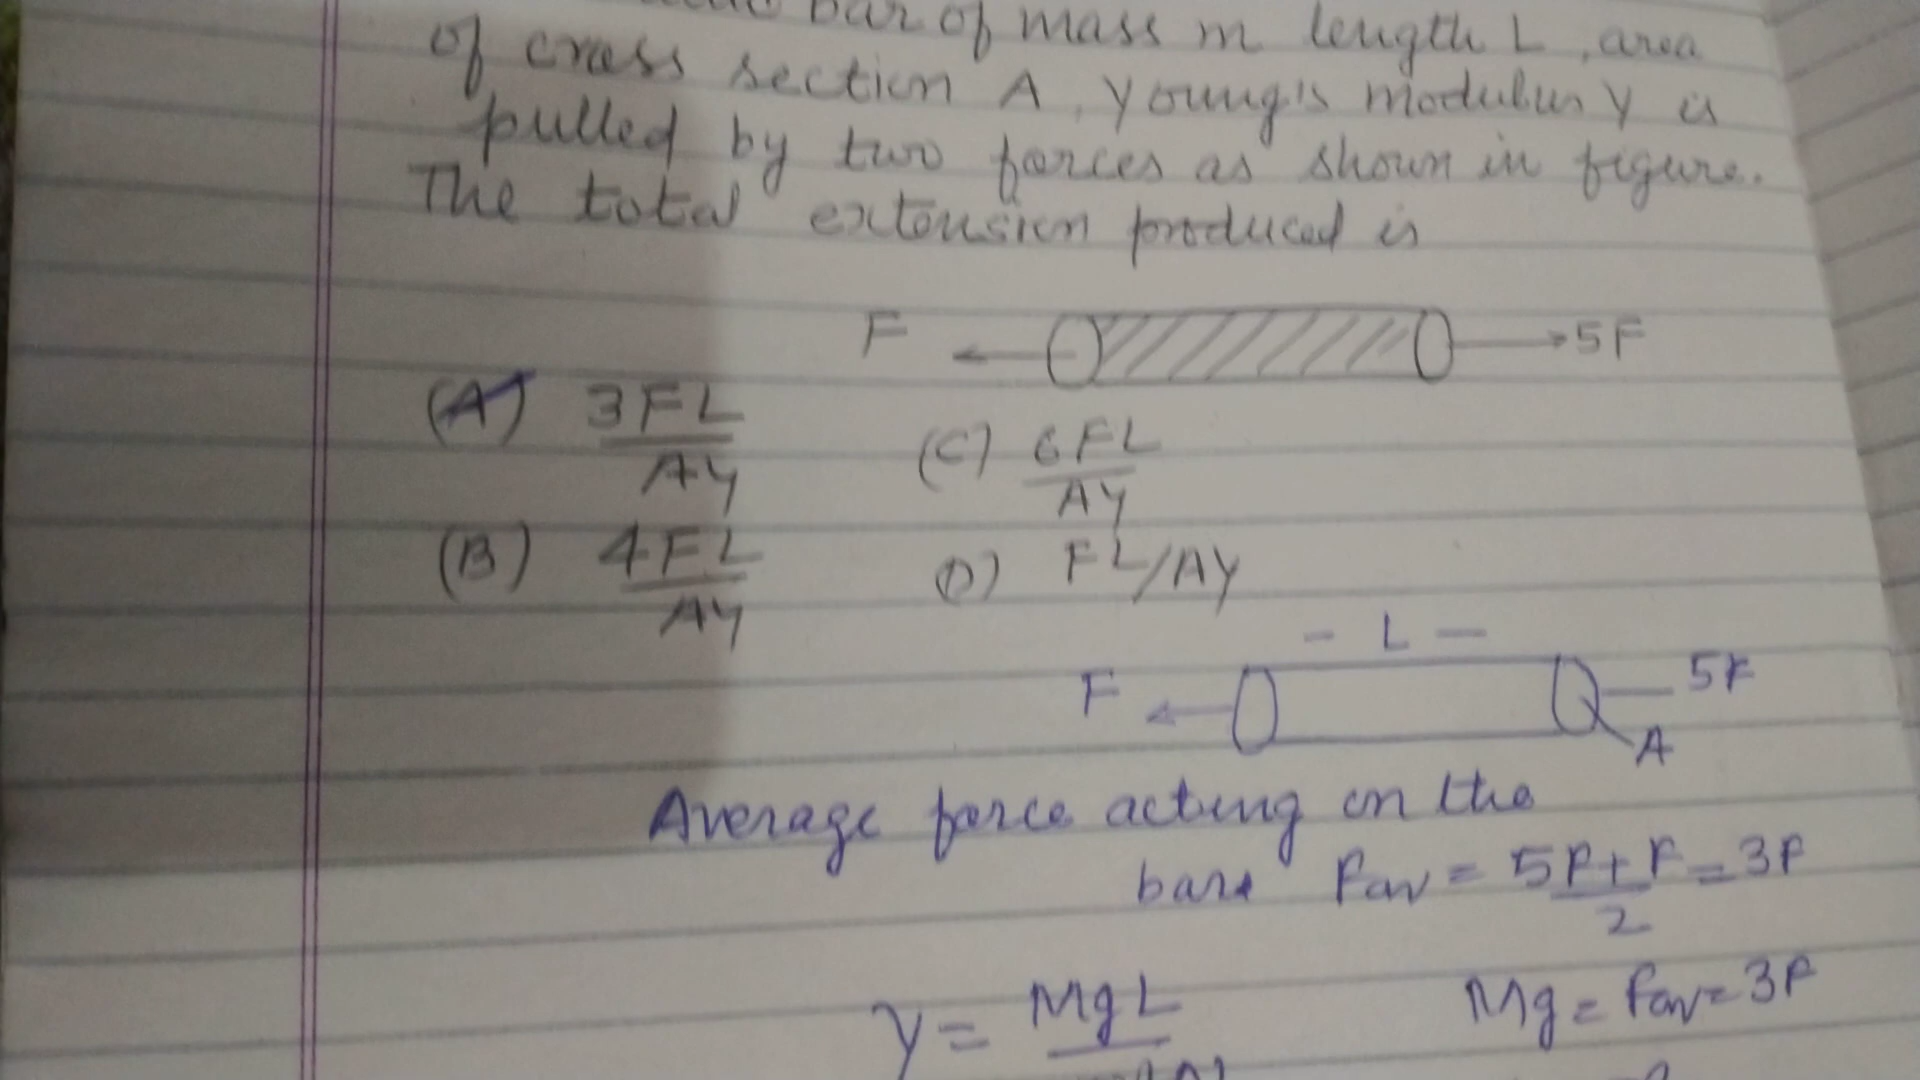 bar of mass m length L, area
of cross section A, Young's modulus Y is
pulled by two forces as shown in figure.
The total extension produced is
F 5F
(A) 3FL/AY (C) 6FL/AY
(B) 4FL/AY D) FL/AY
- L -
F 5F
A
Average force acting on the
bar Fav = 5F+F/2 = 3F
Y = MgL Mg = Fav = 3F